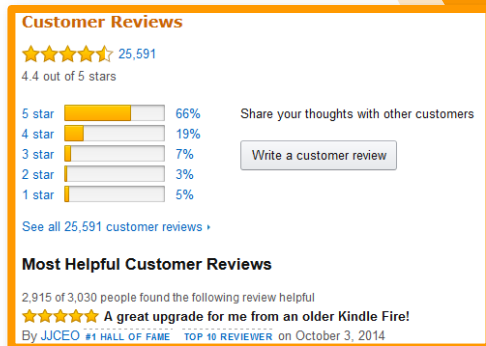 Customer Reviews
25,591
4.4 out of 5 stars
5 star 66%
4 star 19%
3 star 7%
2 star 3%
1 star 5%
Share your thoughts with other customers
Write a customer review
See all 25,591 customer reviews ›
Most Helpful Customer Reviews
2,915 of 3,030 people found the following review helpful
A great upgrade for me from an older Kindle Fire!
By JJCEO #1 HALL OF FAME TOP 10 REVIEWER on October 3, 2014